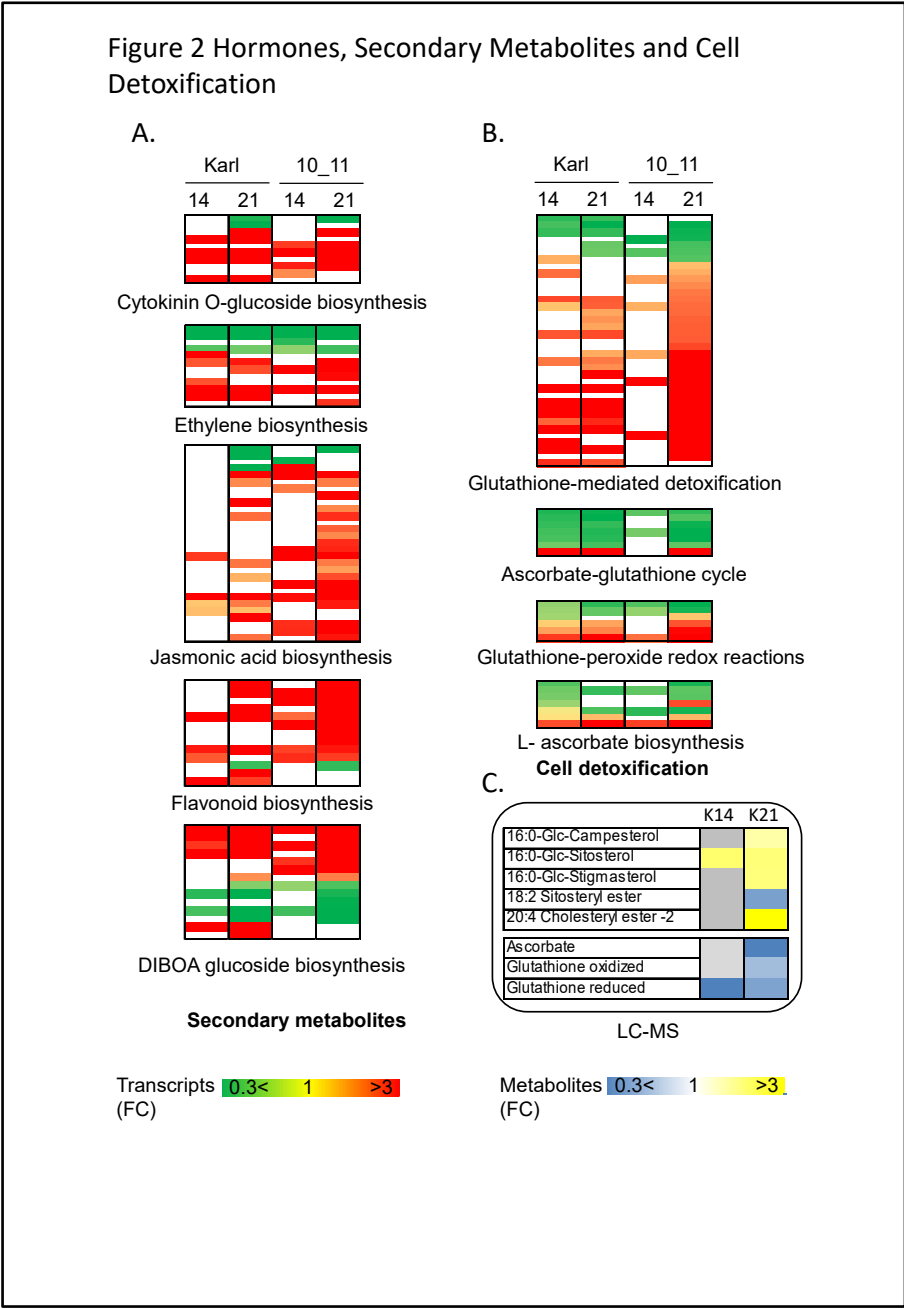 Figure 2 Hormones, Secondary Metabolites and Cell
Detoxification
A.
Karl 10_11
14 21 14 21
Cytokinin O-glucoside biosynthesis
Ethylene biosynthesis
Jasmonic acid biosynthesis
Flavonoid biosynthesis
DIBOA glucoside biosynthesis
Secondary metabolites
Transcripts 0.3< 1 >3
(FC)
B.
Karl 10_11
14 21 14 21
Glutathione-mediated detoxification
Ascorbate-glutathione cycle
Glutathione-peroxide redox reactions
L- ascorbate biosynthesis
Cell detoxification
C.
K14 K21
16:0-Glc-Campesterol
16:0-Glc-Sitosterol
16:0-Glc-Stigmasterol
18:2 Sitosteryl ester
20:4 Cholesteryl ester -2
Ascorbate
Glutathione oxidized
Glutathione reduced
LC-MS
Metabolites 0.3< 1 >3
(FC)